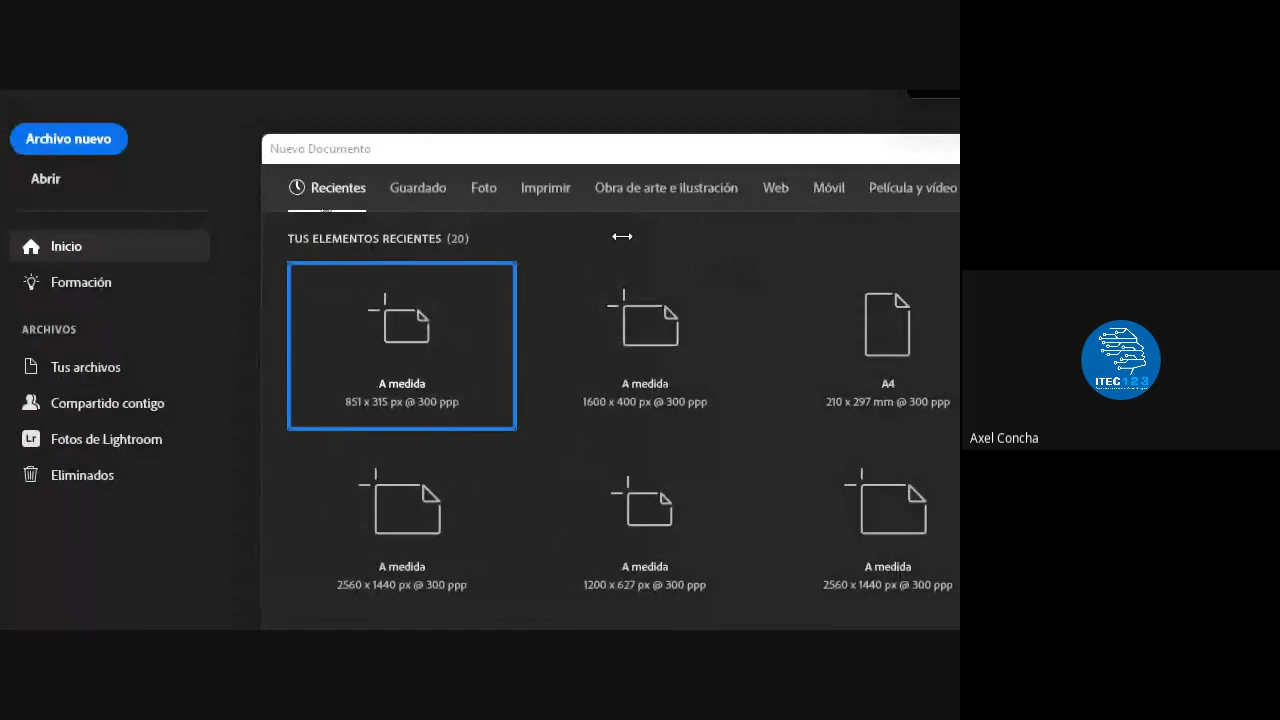 Archivo nuevo
Abrir
Inicio
Formación
ARCHIVOS
Tus archivos
Compartido contigo
Lr Fotos de Lightroom
Eliminados
Nuevo Documento
Recientes Guardado Foto Imprimir Obra de arte e ilustración Web Móvil Película y vídeo
TUS ELEMENTOS RECIENTES (20)
A medida
851 x 315 px @ 300 ppp
A medida
1600 x 400 px @ 300 ppp
A4
210 x 297 mm @ 300 ppp
A medida
2560 x 1440 px @ 300 ppp
A medida
1200 x 627 px @ 300 ppp
A medida
2560 x 1440 px @ 300 ppp
ITEC 123
Axel Concha